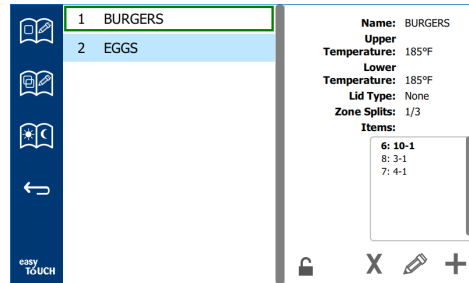 1 BURGERS
2 EGGS
Name: BURGERS
Upper
Temperature: 185°F
Lower
Temperature: 185°F
Lid Type: None
Zone Splits: 1/3
Items:
6: 10-1
8: 3-1
7: 4-1
X
easy
TöUCH